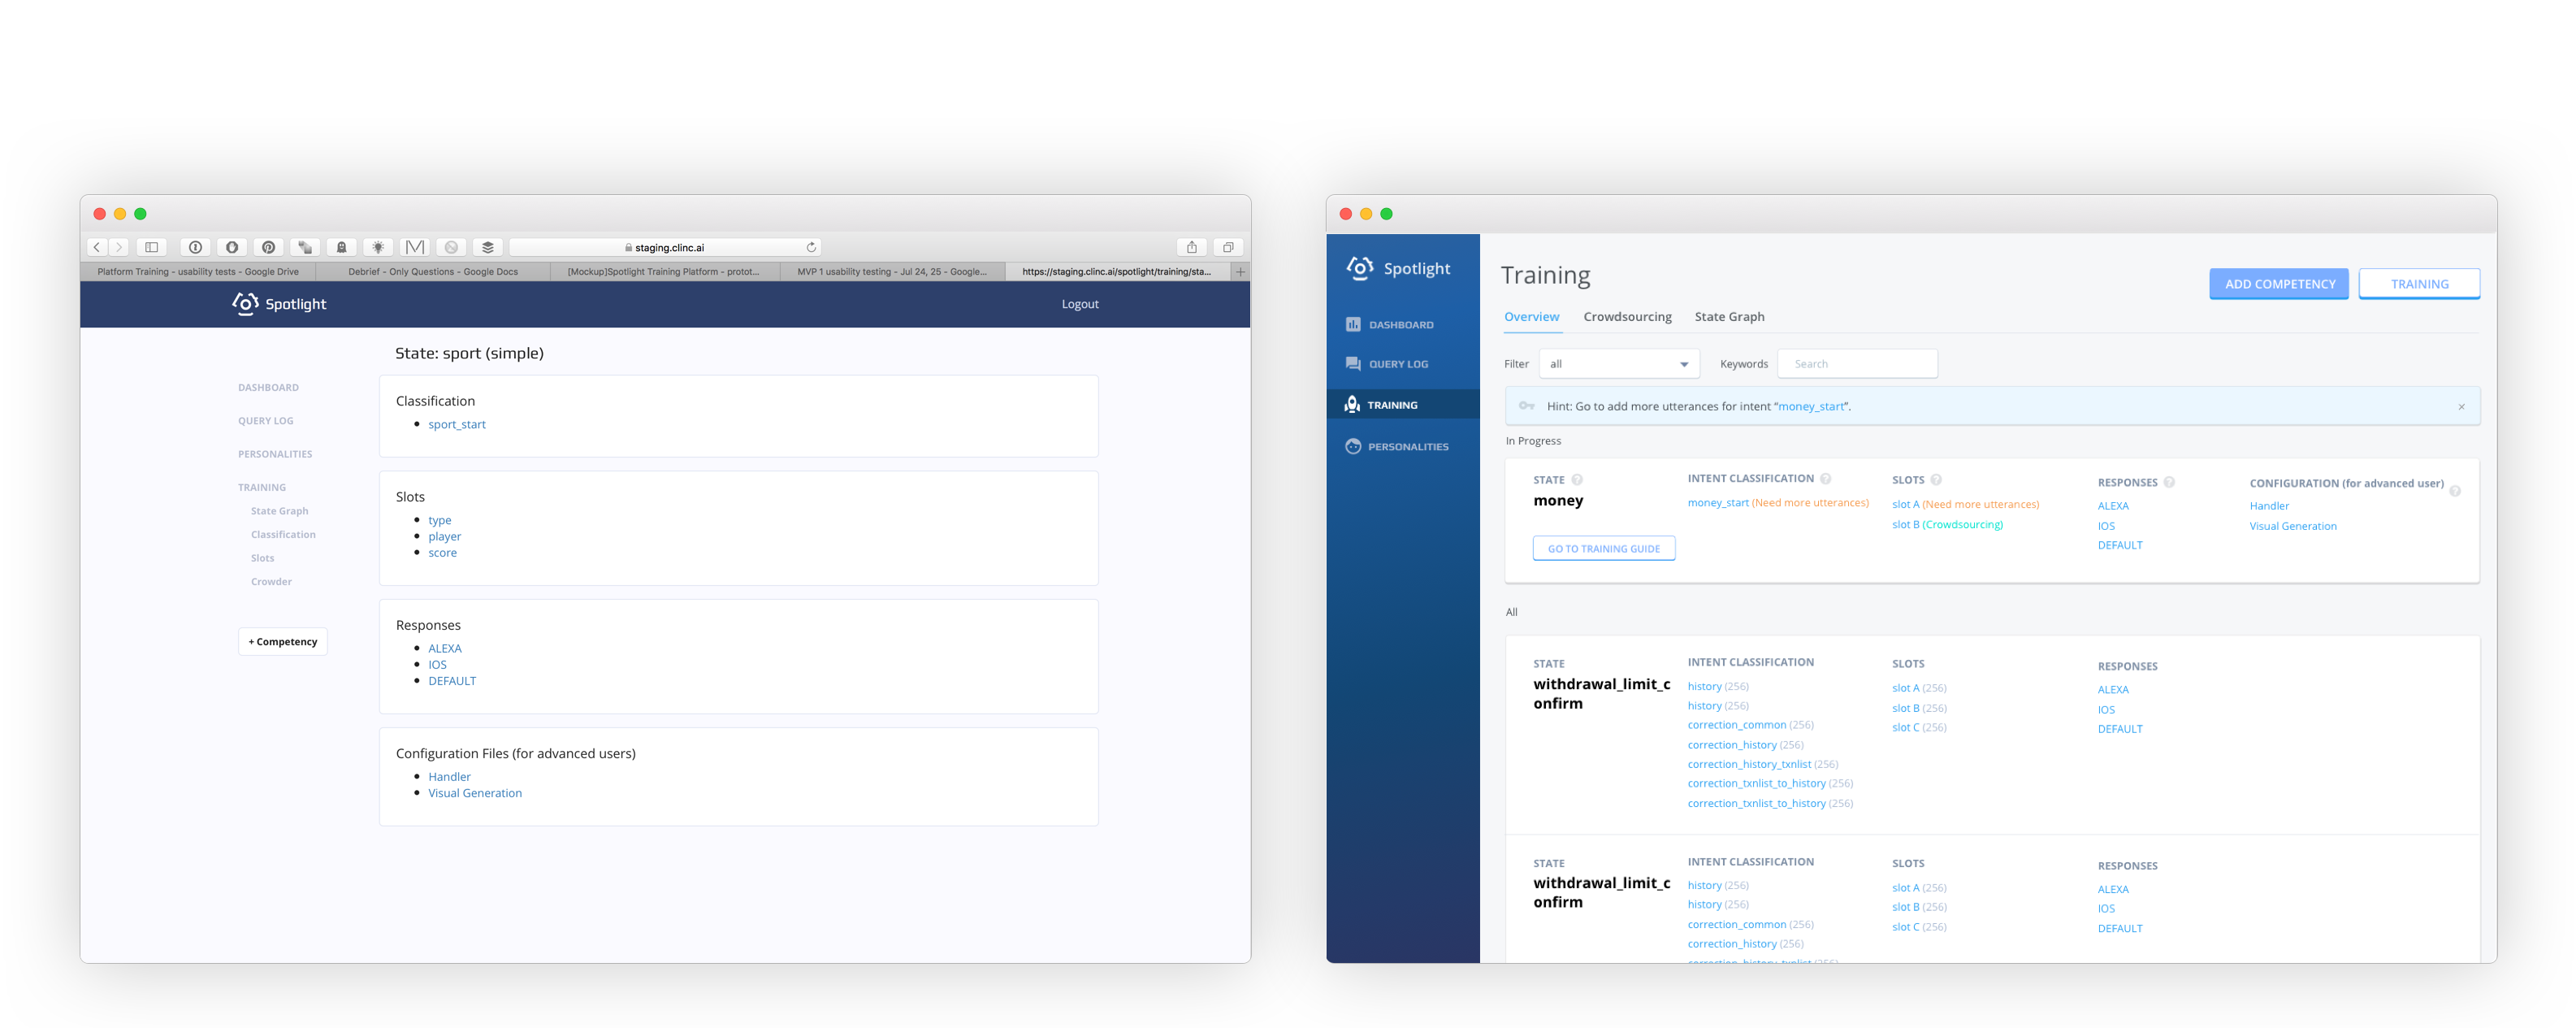 staging.clinc.ai
Platform Training - usability tests - Google Drive
Debrief - Only Questions - Google Docs
[Mockup]Spotlight Training Platform - protot...
MVP 1 usability testing - Jul 24, 25 - Google...
https://staging.clinc.ai/spotlight/training/sta...
Spotlight
Logout
DASHBOARD
QUERY LOG
PERSONALITIES
TRAINING
State Graph
Classification
Slots
Crowder
+ Competency
State: sport (simple)
Classification
sport_start
Slots
type
player
score
Responses
ALEXA
IOS
DEFAULT
Configuration Files (for advanced users)
Handler
Visual Generation
Spotlight
DASHBOARD
QUERY LOG
TRAINING
PERSONALITIES
Training
ADD COMPETENCY
TRAINING
Overview
Crowdsourcing
State Graph
Filter
all
Keywords
Search
Hint: Go to add more utterances for intent “money_start”.
In Progress
STATE
money
GO TO TRAINING GUIDE
INTENT CLASSIFICATION
money_start (Need more utterances)
SLOTS
slot A (Need more utterances)
slot B (Crowdsourcing)
RESPONSES
ALEXA
IOS
DEFAULT
CONFIGURATION (for advanced user)
Handler
Visual Generation
All
STATE
withdrawal_limit_c
onfirm
INTENT CLASSIFICATION
history (256)
history (256)
correction_common (256)
correction_history (256)
correction_history_txnlist (256)
correction_txnlist_to_history (256)
correction_txnlist_to_history (256)
SLOTS
slot A (256)
slot B (256)
slot C (256)
RESPONSES
ALEXA
IOS
DEFAULT
STATE
withdrawal_limit_c
onfirm
INTENT CLASSIFICATION
history (256)
history (256)
correction_common (256)
correction_history (256)
correction_history_txnlist (256)
SLOTS
slot A (256)
slot B (256)
slot C (256)
RESPONSES
ALEXA
IOS
DEFAULT